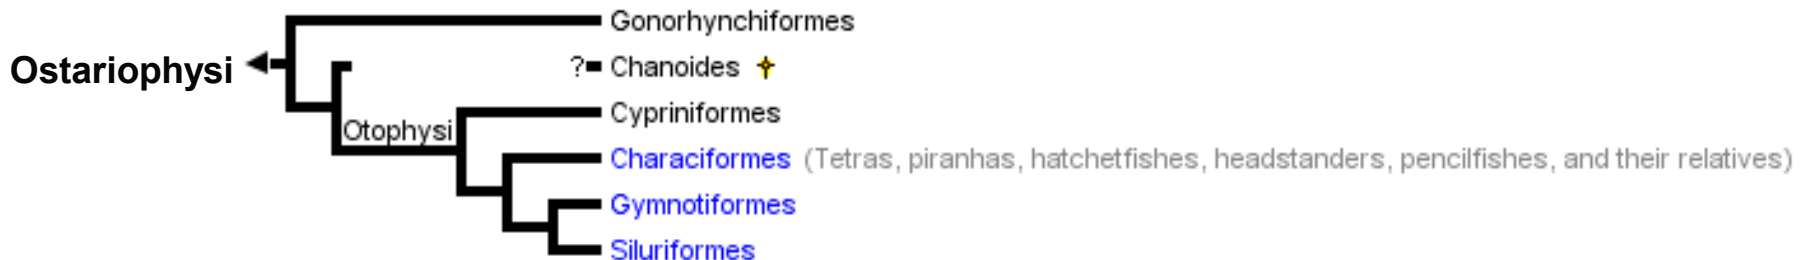 Gonorhynchiformes
Ostariophysi
? Chanoides
Cypriniformes
Otophysi
Characiformes (Tetras, piranhas, hatchetfishes, headstanders, pencilfishes, and their relatives)
Gymnotiformes
Siluriformes